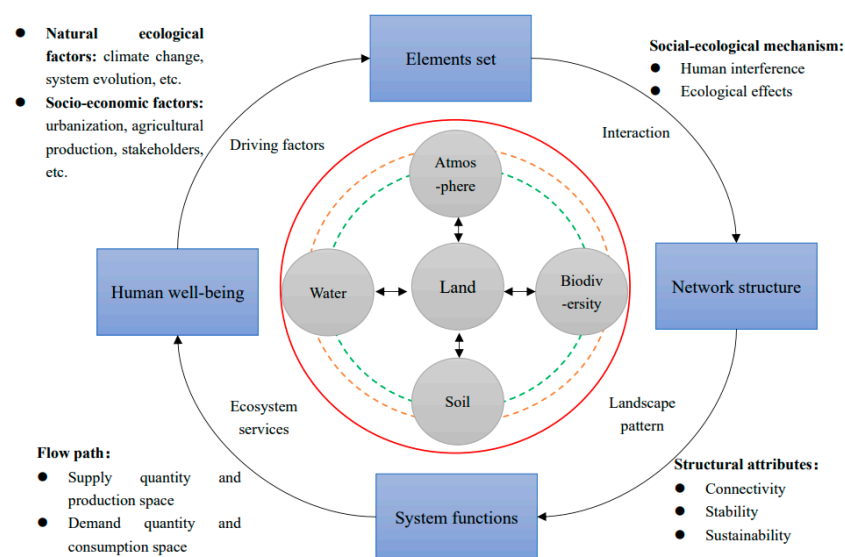 ● Natural ecological
factors: climate change,
system evolution, etc.
● Socio-economic factors:
urbanization, agricultural
production, stakeholders,
etc.
Elements set
Social-ecological mechanism:
● Human interference
● Ecological effects
Driving factors
Interaction
Atmos
-phere
Human well-being
Water
Land
Biodiv
-ersity
Network structure
Soil
Ecosystem
services
Landscape
pattern
Flow path：
● Supply quantity and
production space
● Demand quantity and
consumption space
System functions
Structural attributes：
● Connectivity
● Stability
● Sustainability